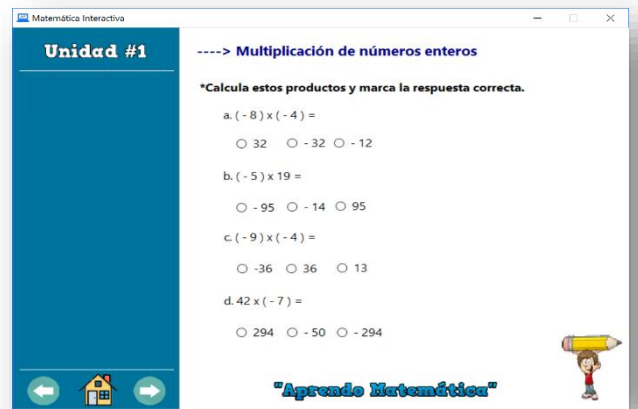 Matemática Interactiva
Unidad #1
----> Multiplicación de números enteros
*Calcula estos productos y marca la respuesta correcta.
a. ( - 8 ) x ( - 4 ) =
32 - 32 - 12
b. ( - 5 ) x 19 =
- 95 - 14 95
c. ( - 9 ) x ( - 4 ) =
-36 36 13
d. 42 x ( - 7 ) =
294 - 50 - 294
"Aprendo Matemática"